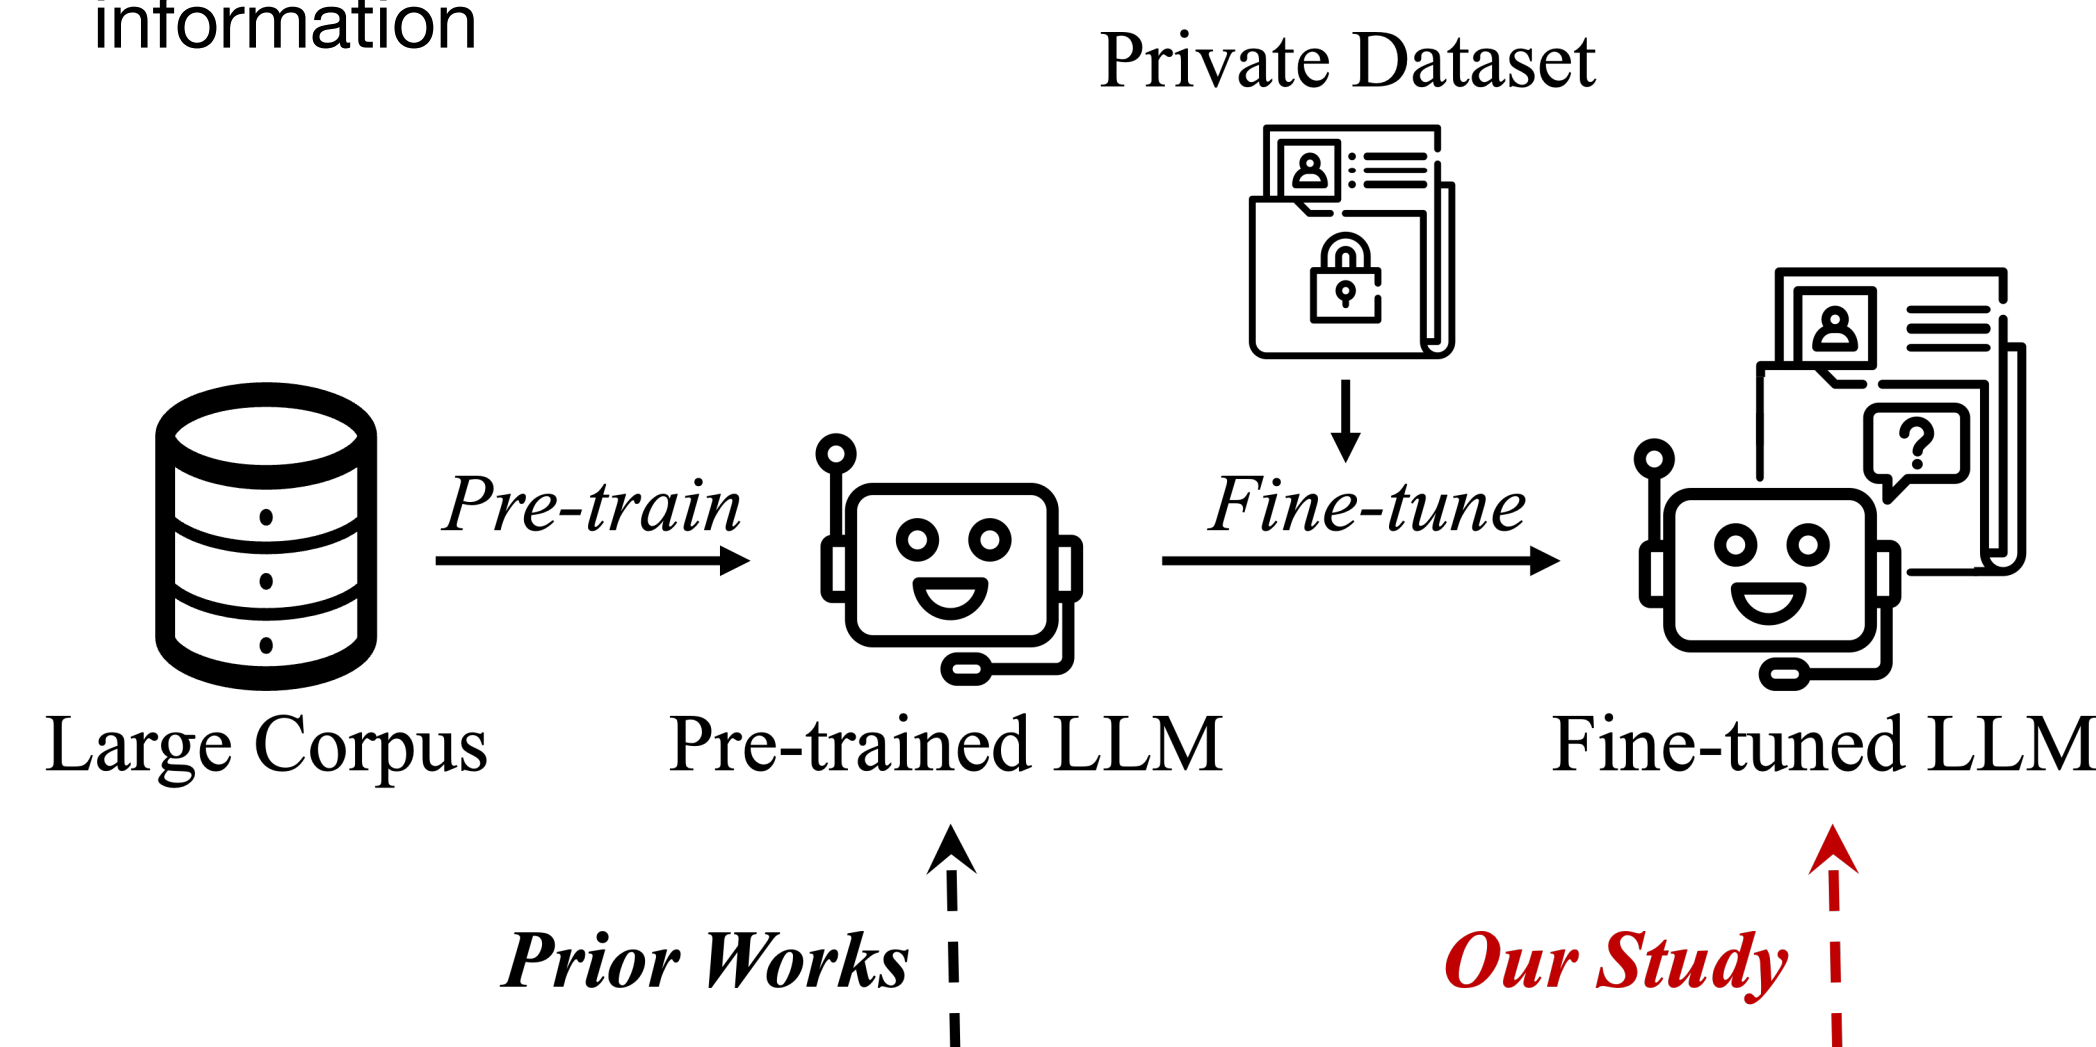 information
Private Dataset
Pre-train
Fine-tune
?
Large Corpus
Pre-trained LLM
Fine-tuned LLM
Prior Works
Our Study